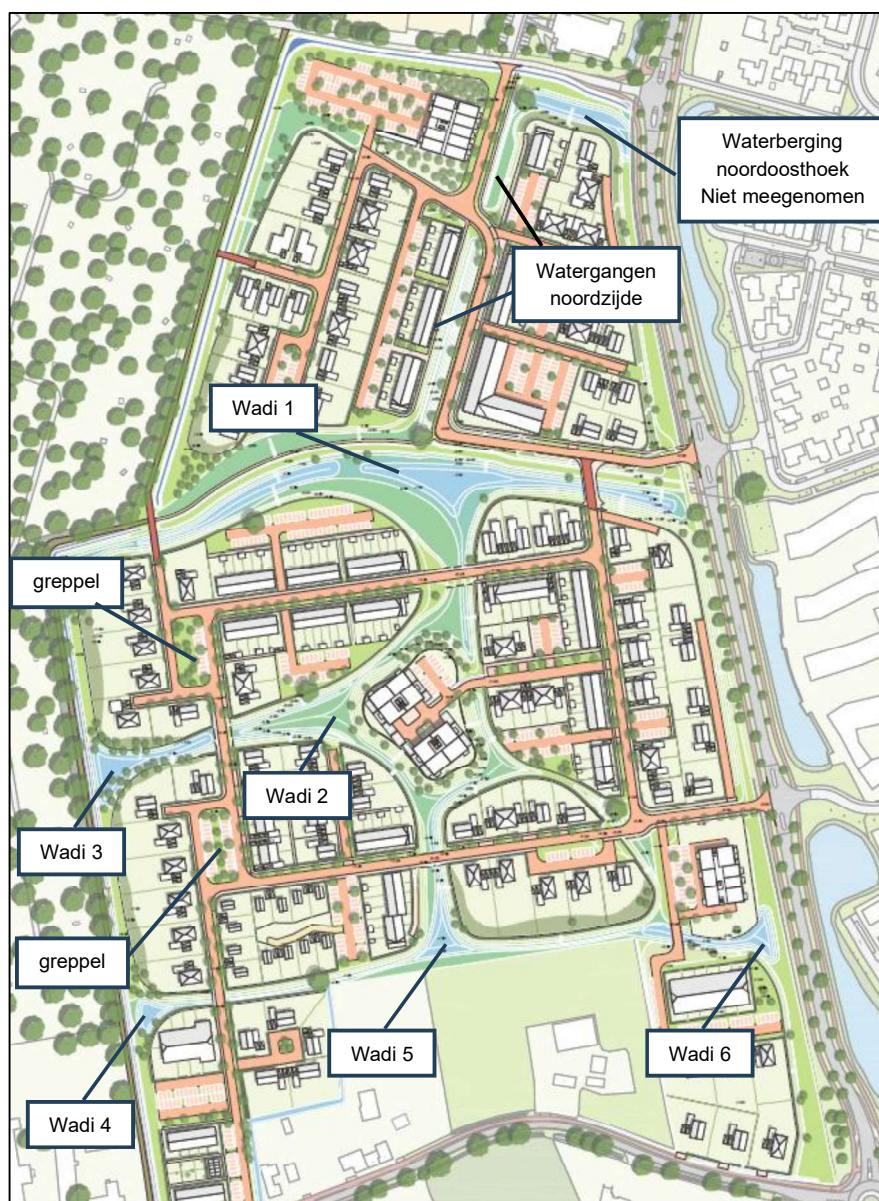 Waterberging
noordoosthoek
Niet meegenomen
Watergangen
noordzijde
Wadi 1
greppel
Wadi 2
Wadi 3
greppel
Wadi 5
Wadi 6
Wadi 4